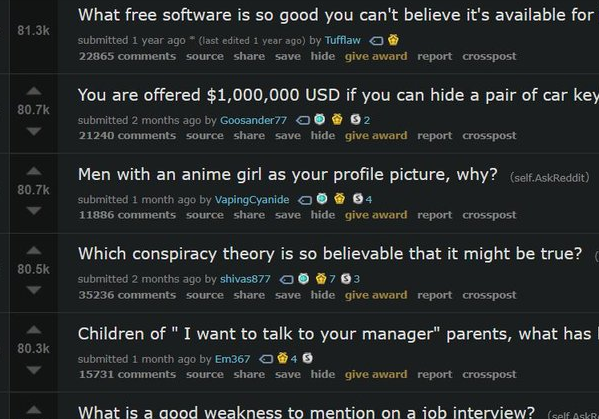 What free software is so good you can't believe it's available for
81.3k
submitted 1 year ago * (last edited 1 year ago) by Tufflaw
22865 comments source share save hide give award report crosspost
You are offered $1,000,000 USD if you can hide a pair of car key
80.7k
submitted 2 months ago by Goosander77 2
21240 comments source share save hide give award report crosspost
Men with an anime girl as your profile picture, why? (self.AskReddit)
80.7k
submitted 1 month ago by VapingCyanide 4
11886 comments source share save hide give award report crosspost
Which conspiracy theory is so believable that it might be true? (
80.5k
submitted 2 months ago by shivas877 7 3
35236 comments source share save hide give award report crosspost
Children of " I want to talk to your manager" parents, what has
80.3k
submitted 1 month ago by Em367 4
15731 comments source share save hide give award report crosspost
What is a good weakness to mention on a job interview? (self.AskR